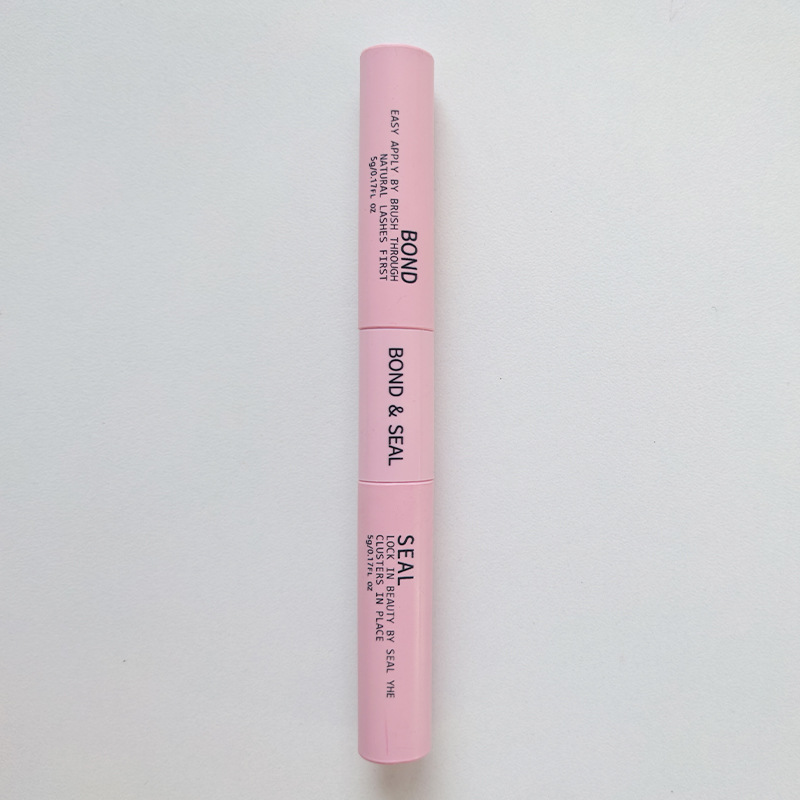 BOND
EASY APPLY BY BRUSH THROUGH
NATURAL LASHES FIRST
5g/0.17FL OZ
BOND & SEAL
SEAL
LOCK IN BEAUTY BY SEAL YHE
CLUSTERS IN PLACE
5g/0.17FL OZ